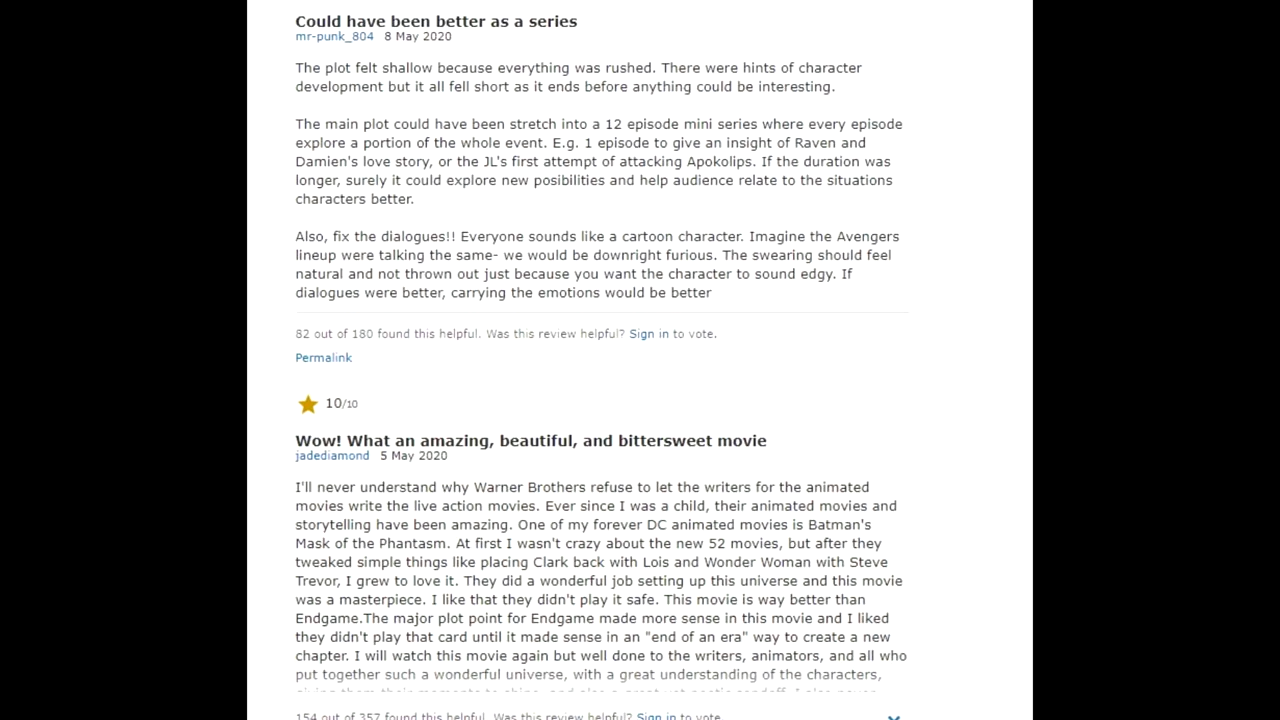 Could have been better as a series
mr-punk_804 8 May 2020
The plot felt shallow because everything was rushed. There were hints of character
development but it all fell short as it ends before anything could be interesting.
The main plot could have been stretch into a 12 episode mini series where every episode
explore a portion of the whole event. E.g. 1 episode to give an insight of Raven and
Damien's love story, or the JL's first attempt of attacking Apokolips. If the duration was
longer, surely it could explore new posibilities and help audience relate to the situations
characters better.
Also, fix the dialogues!! Everyone sounds like a cartoon character. Imagine the Avengers
lineup were talking the same- we would be downright furious. The swearing should feel
natural and not thrown out just because you want the character to sound edgy. If
dialogues were better, carrying the emotions would be better
82 out of 180 found this helpful. Was this review helpful? Sign in to vote.
Permalink
10/10
Wow! What an amazing, beautiful, and bittersweet movie
jadediamond 5 May 2020
I'll never understand why Warner Brothers refuse to let the writers for the animated
movies write the live action movies. Ever since I was a child, their animated movies and
storytelling have been amazing. One of my forever DC animated movies is Batman's
Mask of the Phantasm. At first I wasn't crazy about the new 52 movies, but after they
tweaked simple things like placing Clark back with Lois and Wonder Woman with Steve
Trevor, I grew to love it. They did a wonderful job setting up this universe and this movie
was a masterpiece. I like that they didn't play it safe. This movie is way better than
Endgame.The major plot point for Endgame made more sense in this movie and I liked
they didn't play that card until it made sense in an "end of an era" way to create a new
chapter. I will watch this movie again but well done to the writers, animators, and all who
put together such a wonderful universe, with a great understanding of the characters,
154 out of 357 found this helpful. Was this review helpful? Sign in to vote.